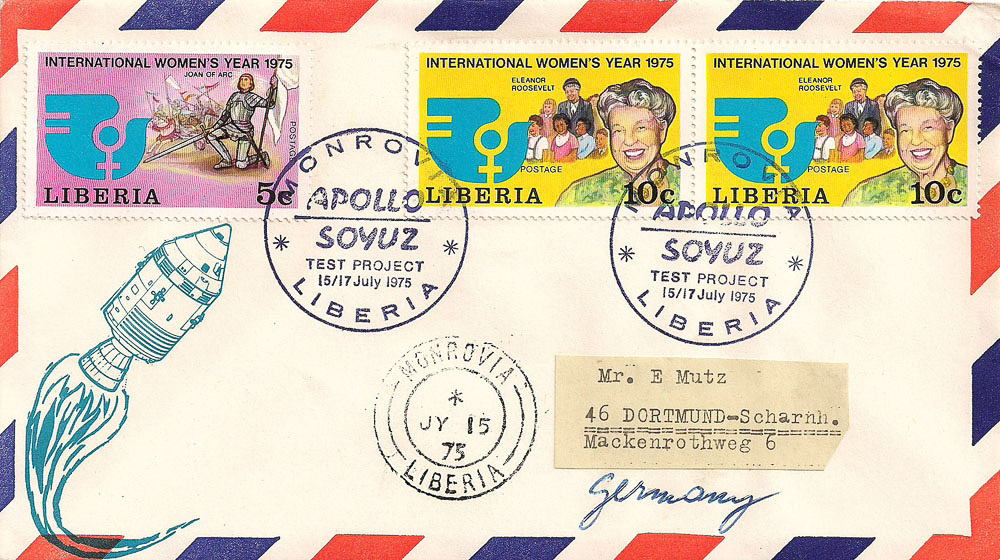 INTERNATIONAL WOMEN'S YEAR 1975
JOAN OF ARC
POSTAGE
LIBERIA 5c
INTERNATIONAL WOMEN'S YEAR 1975
ELEANOR
ROOSEVELT
POSTAGE
LIBERIA 10c
INTERNATIONAL WOMEN'S YEAR 1975
ELEANOR
ROOSEVELT
POSTAGE
LIBERIA 10c
MONROVIA
APOLLO
SOYUZ
TEST PROJECT
15/17 July 1975
LIBERIA
MONROVIA
APOLLO
SOYUZ
TEST PROJECT
15/17 July 1975
LIBERIA
MONROVIA
JY 15
75
LIBERIA
Mr. E Mutz
46 DORTMUND-Scharnh.
Mackenrothweg 6
Germany